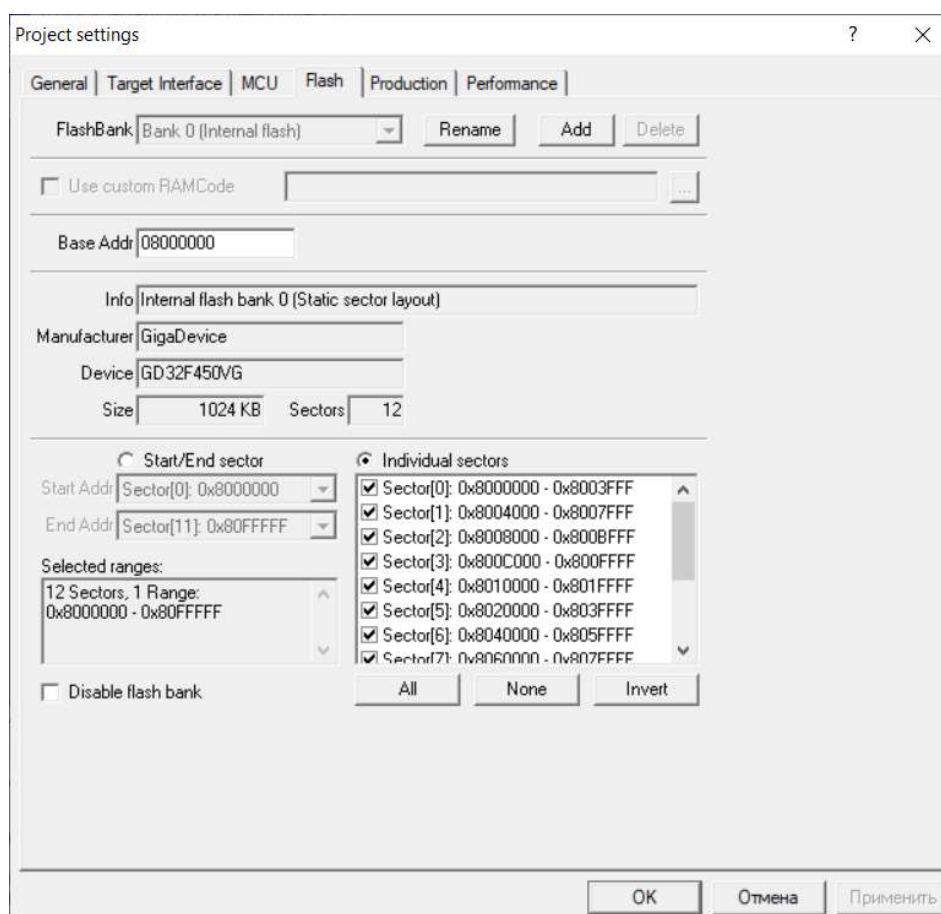 Project settings ?
General Target Interface MCU Flash Production Performance
FlashBank Bank 0 (Internal flash) Rename Add Delete
Use custom RAMCode ...
Base Addr 08000000
Info Internal flash bank 0 (Static sector layout)
Manufacturer GigaDevice
Device GD32F450VG
Size 1024 KB Sectors 12
Start/End sector Individual sectors
Start Addr Sector[0]: 0x8000000
End Addr Sector[11]: 0x80FFFFF
Selected ranges:
12 Sectors, 1 Range:
0x8000000 - 0x80FFFFF
Sector[0]: 0x8000000 - 0x8003FFF
Sector[1]: 0x8004000 - 0x8007FFF
Sector[2]: 0x8008000 - 0x800BFFF
Sector[3]: 0x800C000 - 0x800FFFF
Sector[4]: 0x8010000 - 0x801FFFF
Sector[5]: 0x8020000 - 0x803FFFF
Sector[6]: 0x8040000 - 0x805FFFF
Sector[7]: 0x8060000 - 0x807FFFF
Disable flash bank All None Invert
OK Отмена Применить